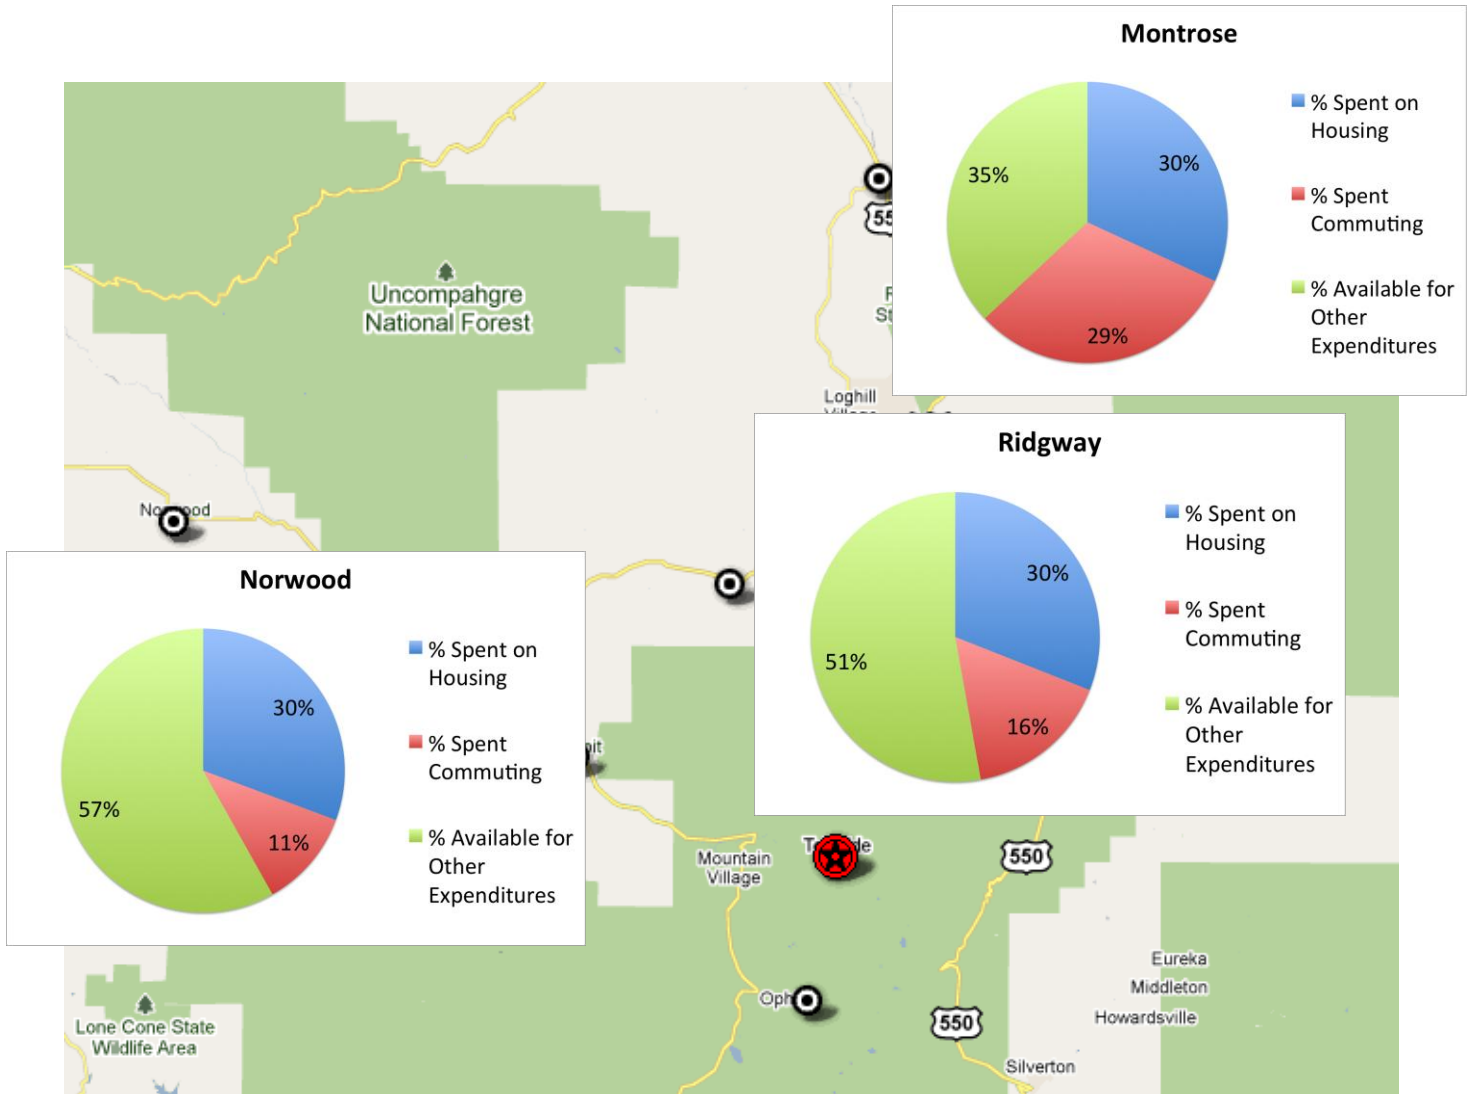 Montrose
30%
29%
35%
% Spent on
Housing
% Spent
Commuting
% Available for
Other
Expenditures
55
Uncompahgre
National Forest
Loghill
Ridgway
30%
16%
51%
% Spent on
Housing
% Spent
Commuting
% Available for
Other
Expenditures
Norwood
30%
11%
57%
% Spent on
Housing
% Spent
Commuting
% Available for
Other
Expenditures
Mountain
Village
550
550
Eureka
Middleton
Howardsville
Silverton
Lone Cone State
Wildlife Area